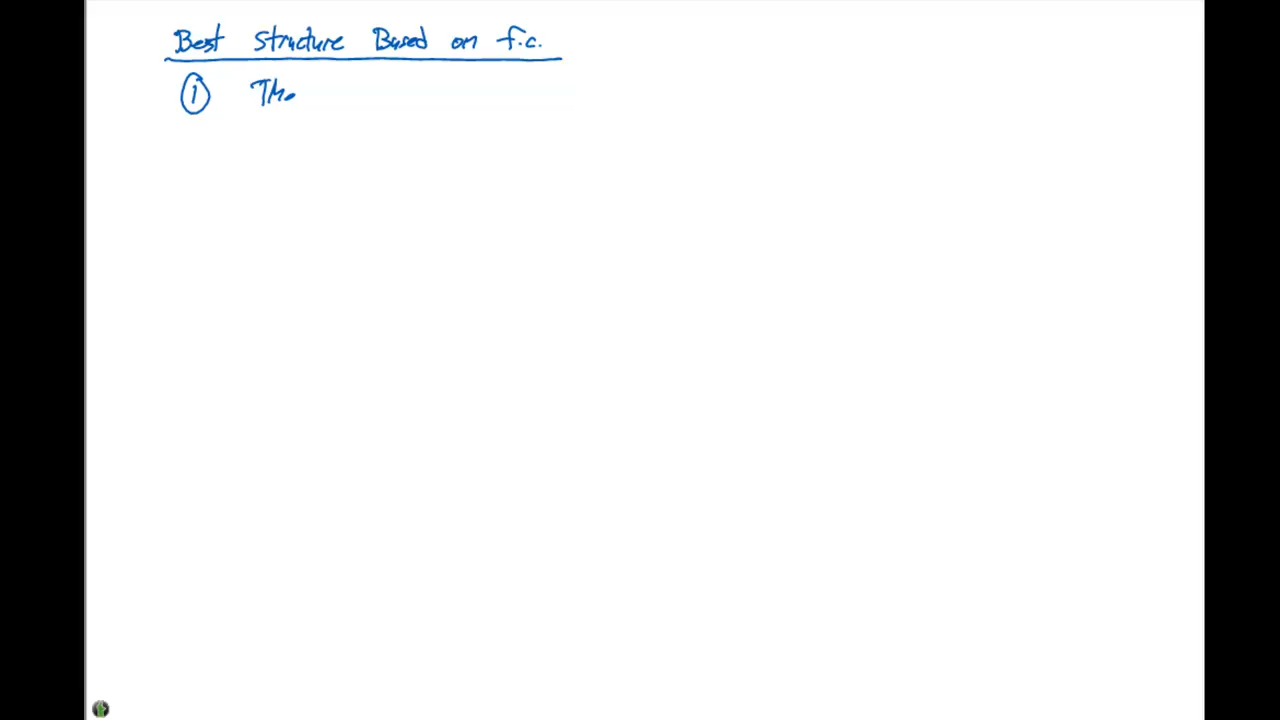 Best Structure Based on f.c.
① The